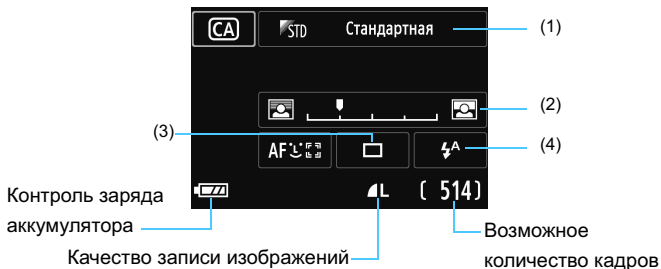 CA STD Стандартная (1)
(2)
(3)
AF A (4)
L [ 514]
Контроль заряда
аккумулятора
Качество записи изображений
Возможное
количество кадров